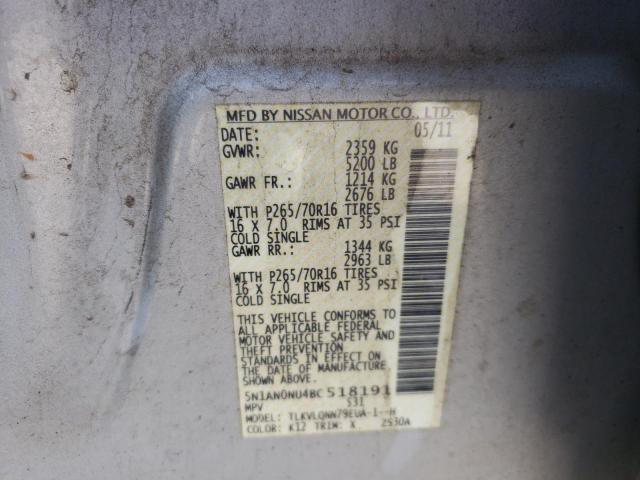 MFD BY NISSAN MOTOR CO., LTD.
DATE: 05/11
GVWR: 2359 KG
5200 LB
GAWR FR.: 1214 KG
2676 LB
WITH P265/70R16 TIRES
16 X 7.0 RIMS AT 35 PSI
COLD SINGLE
GAWR RR.: 1344 KG
2963 LB
WITH P265/70R16 TIRES
16 X 7.0 RIMS AT 35 PSI
COLD SINGLE
THIS VEHICLE CONFORMS TO
ALL APPLICABLE FEDERAL
MOTOR VEHICLE SAFETY AND
THEFT PREVENTION
STANDARDS IN EFFECT ON
THE DATE OF MANUFACTURE
SHOWN ABOVE.
5N1AN0NU4BC518191
MPV S31
MODEL: TLKVLQNN79EUA-1--H
COLOR: K12 TRIM: X 2S30A